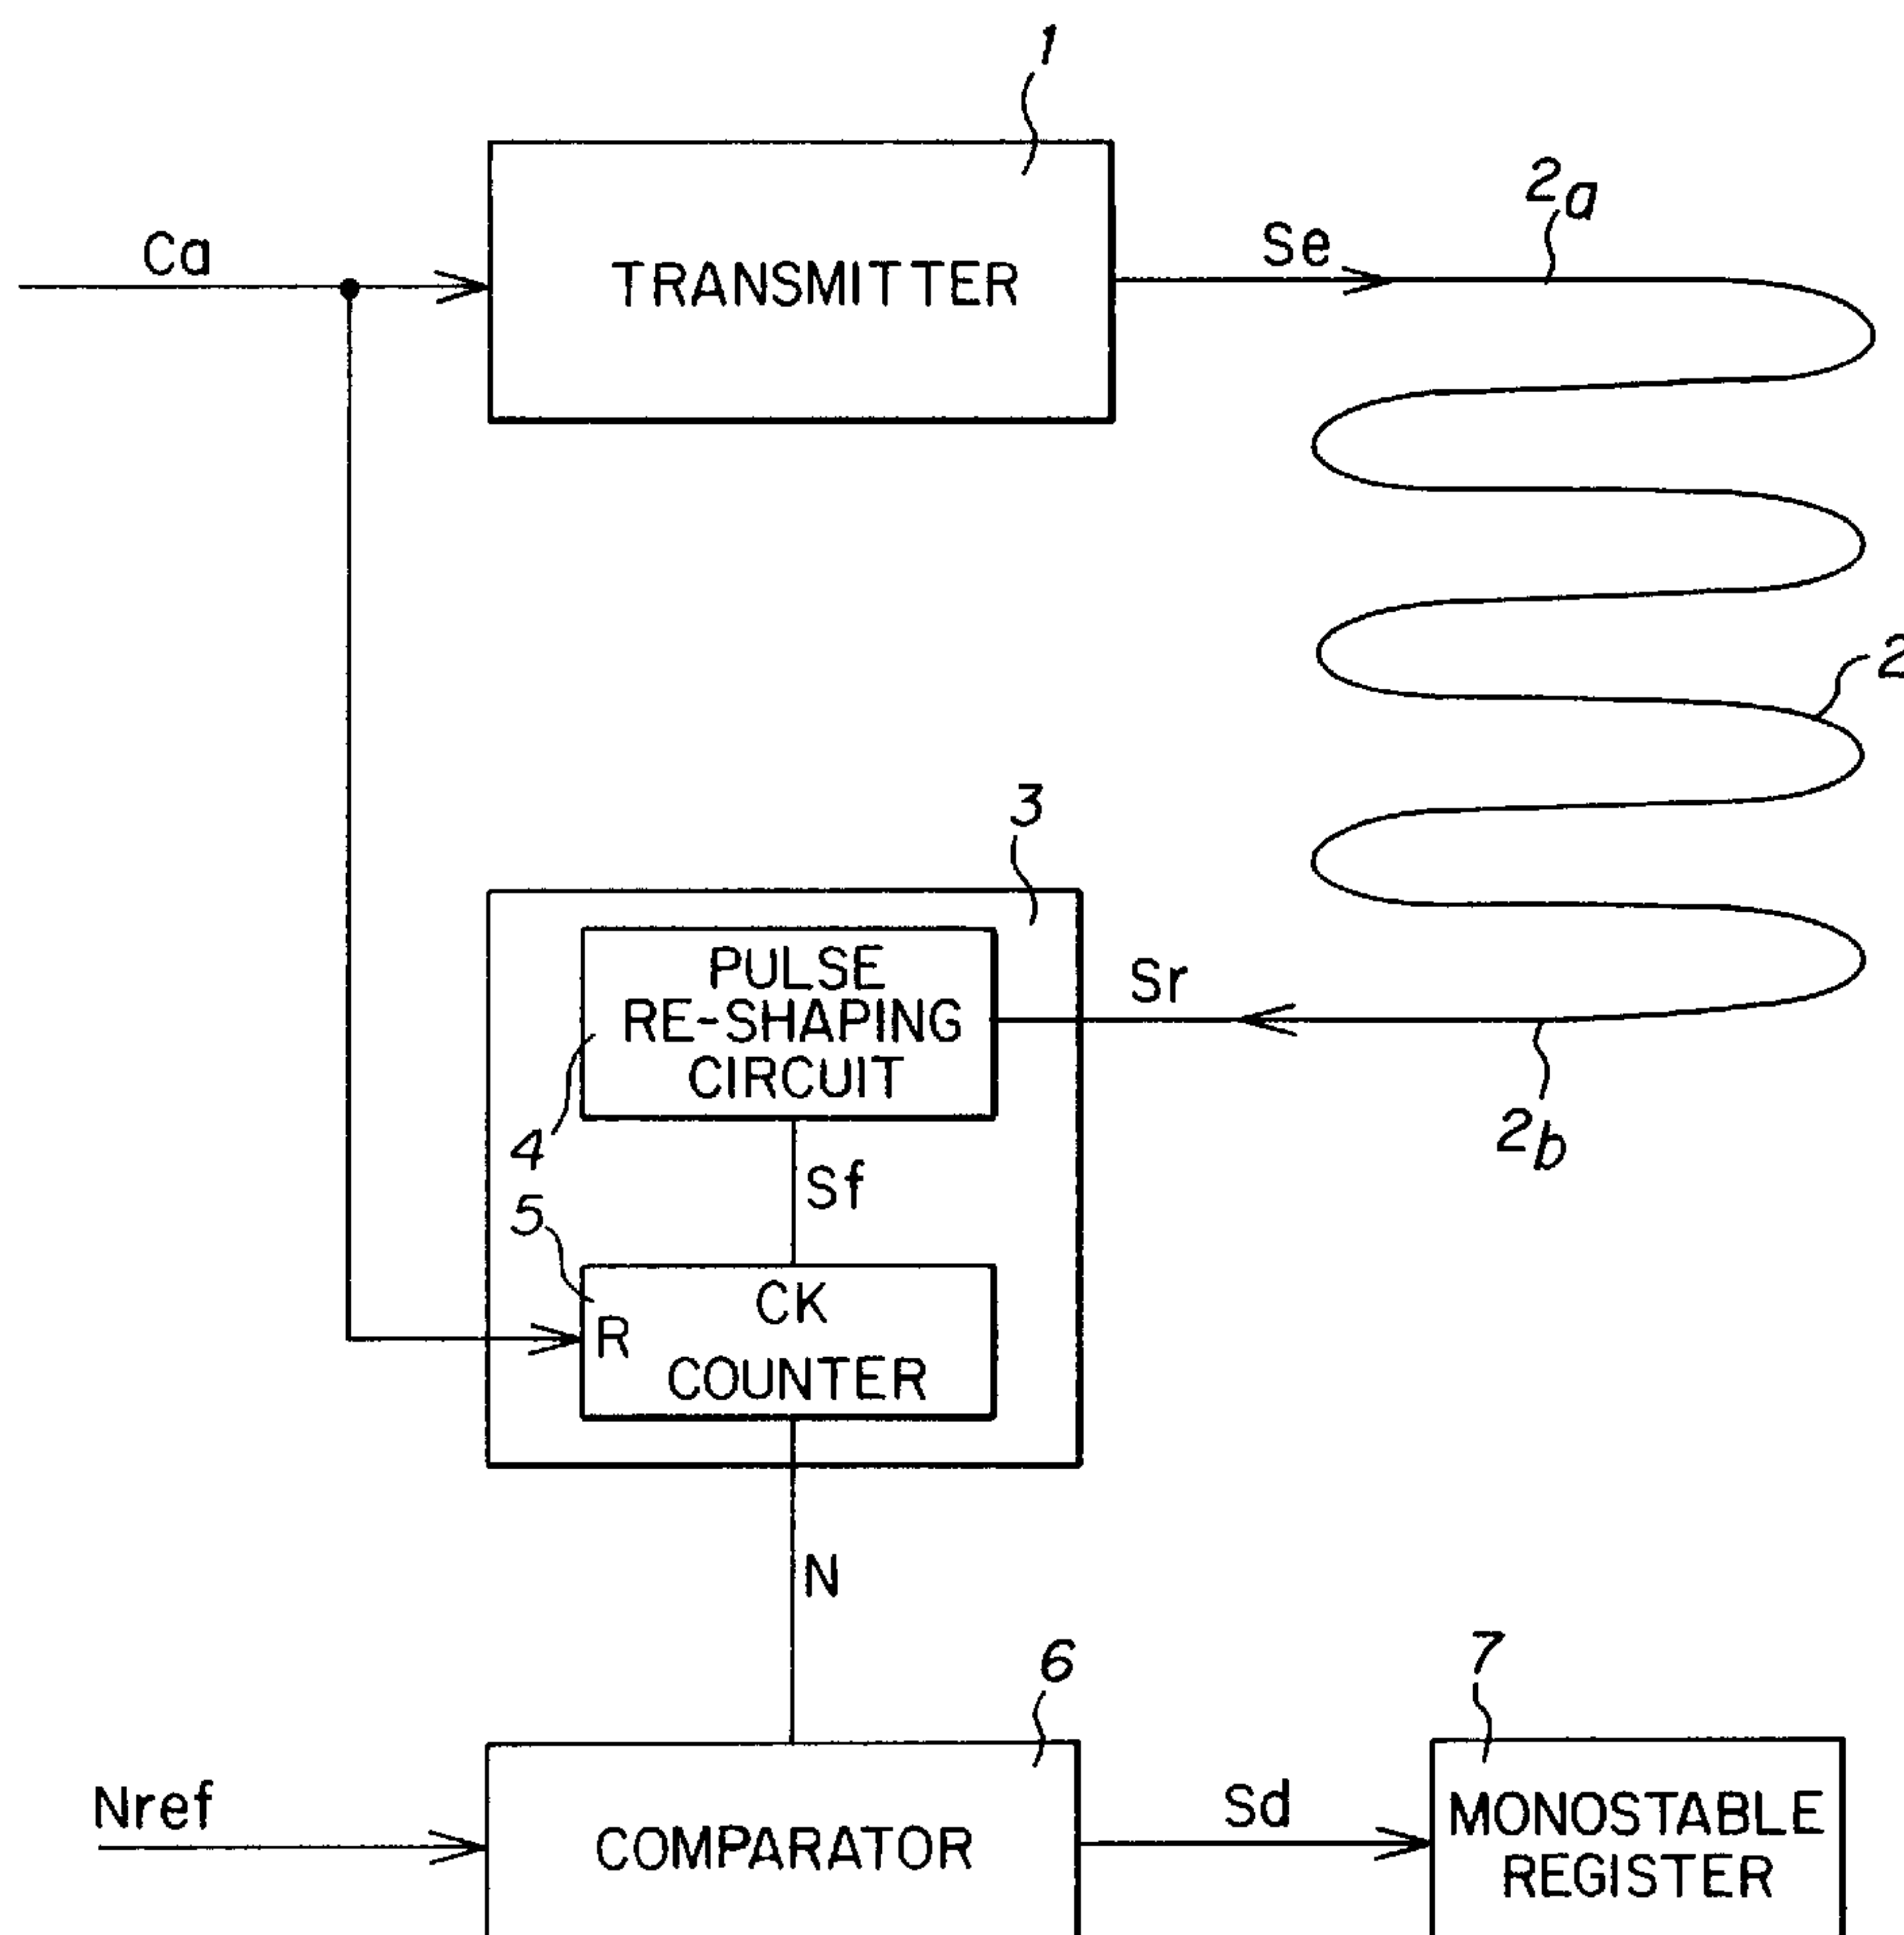 1
2a
Ca
Se
TRANSMITTER
2
3
PULSE
RE-SHAPING
CIRCUIT
Sr
4
2b
Sf
5
CK
R
COUNTER
N
6
7
Nref
Sd
COMPARATOR
MONOSTABLE
REGISTER